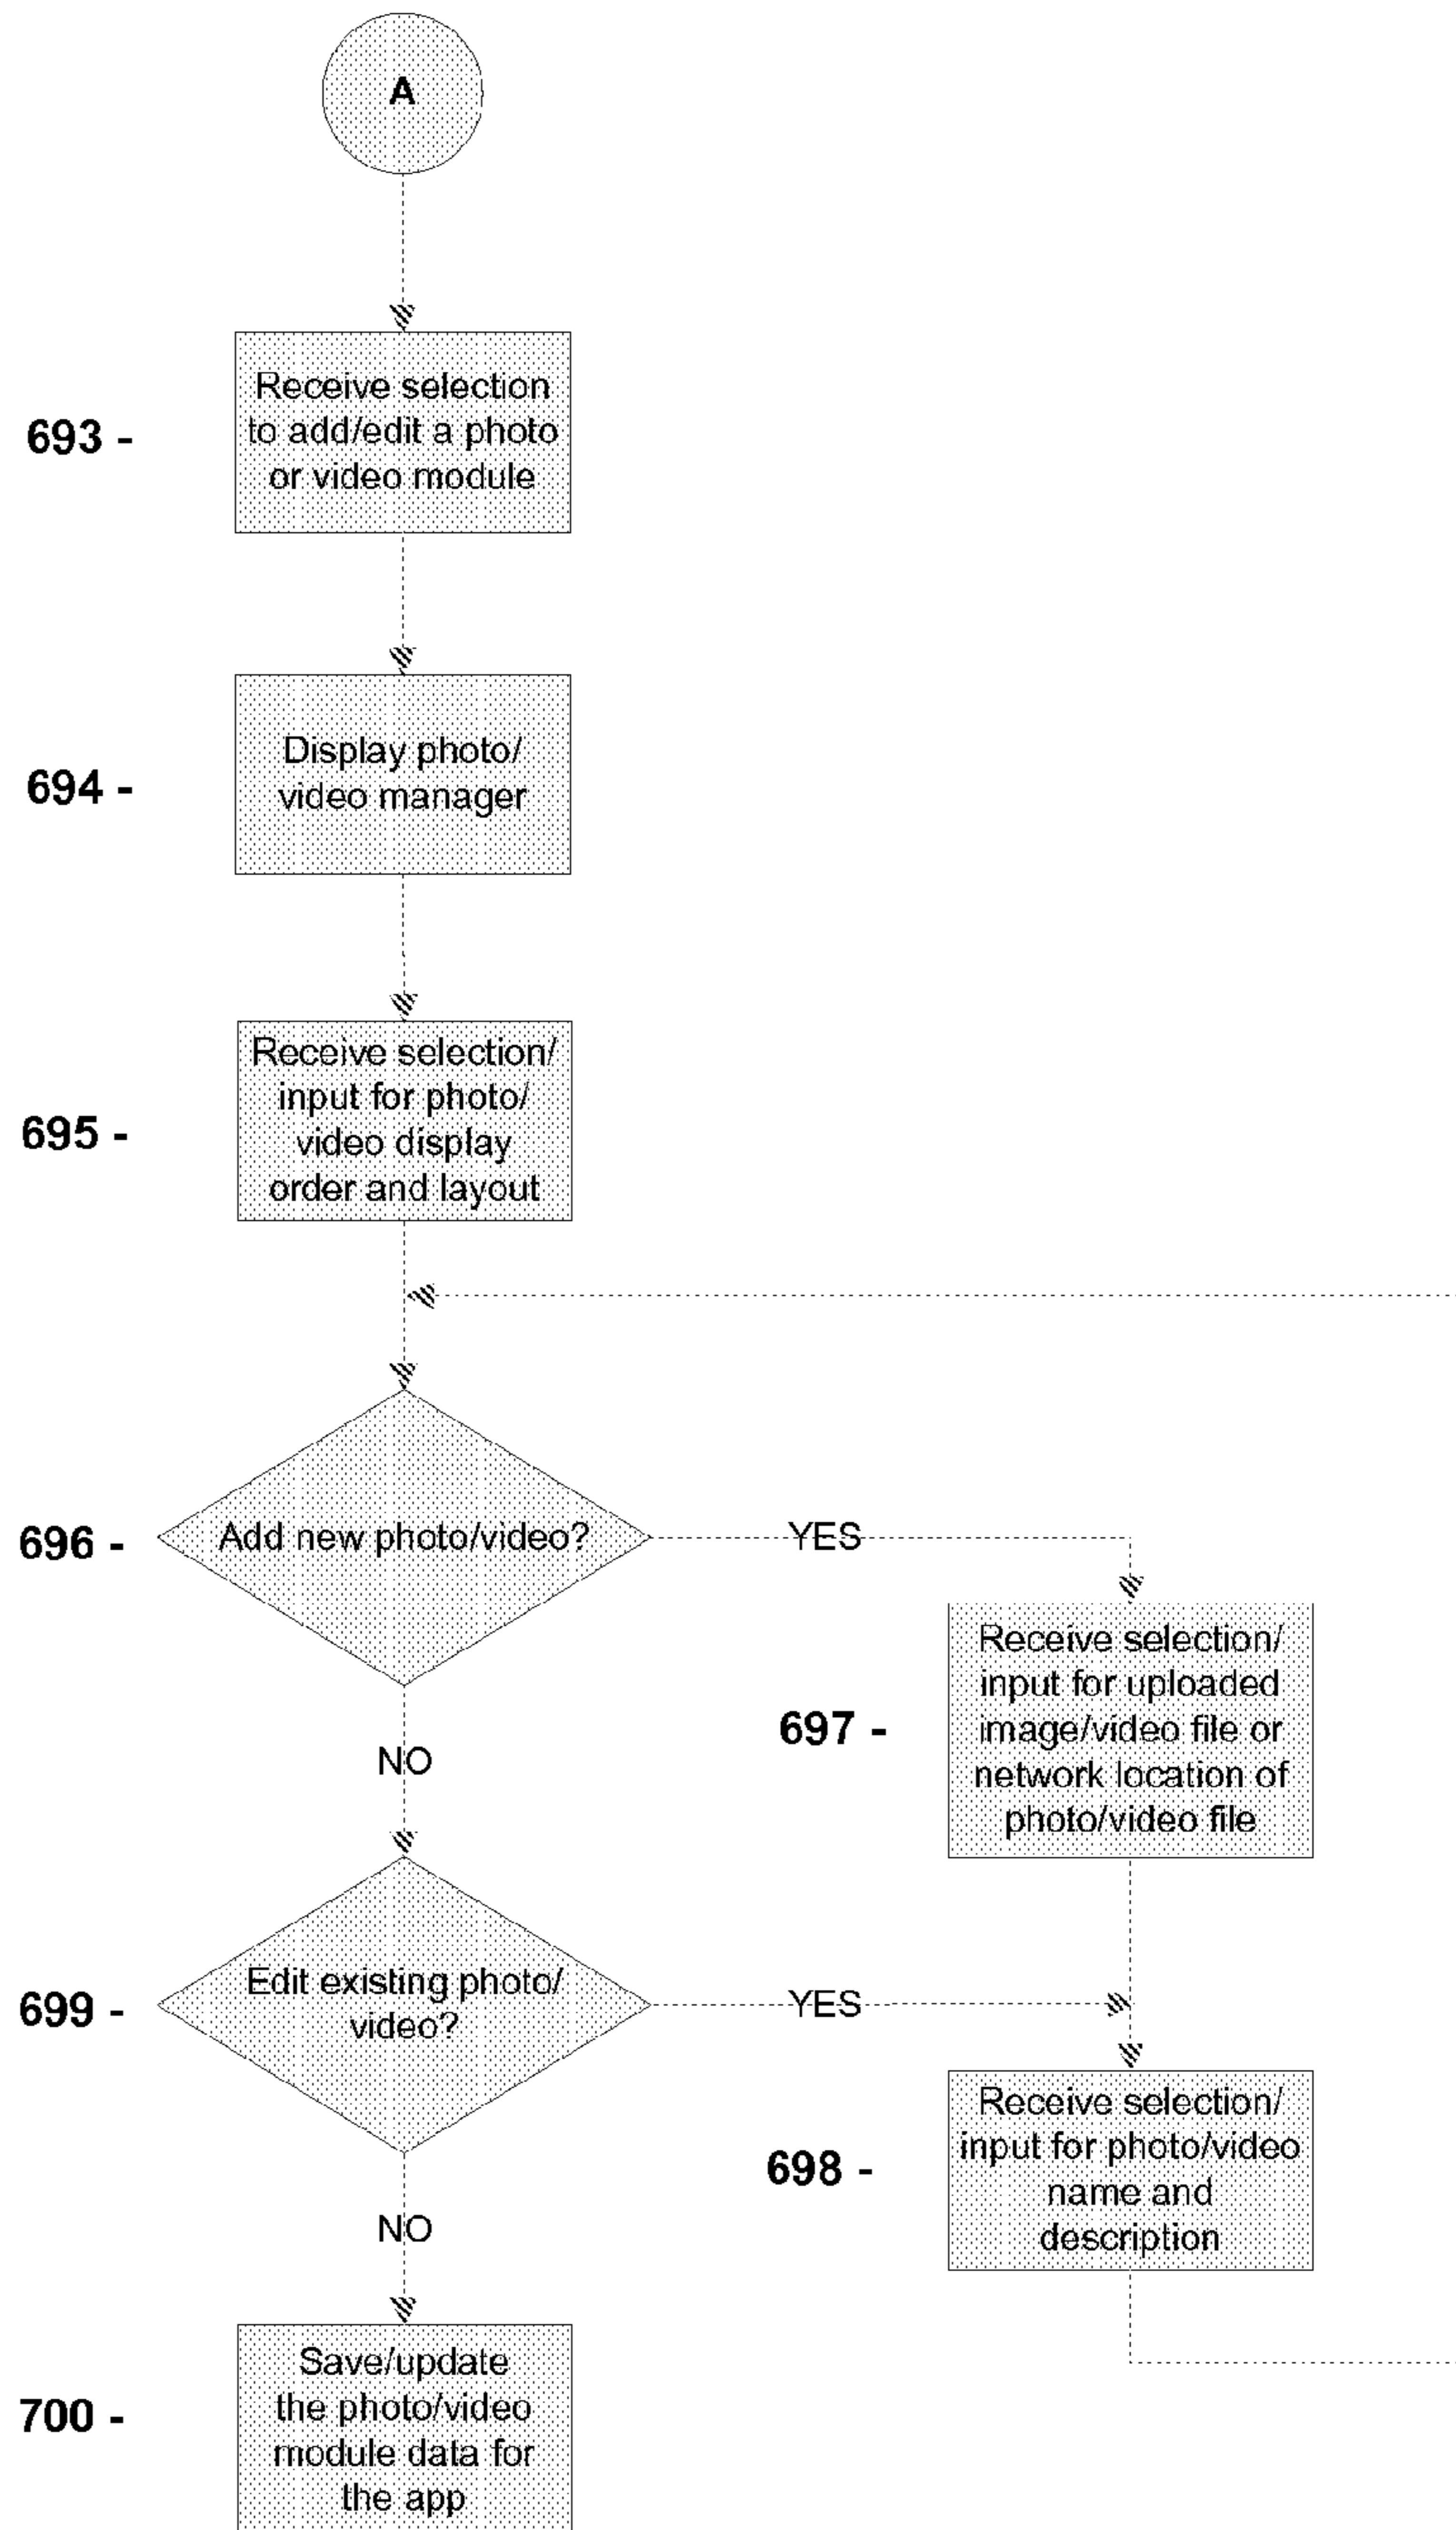 A
693 -
Receive selection
to add/edit a photo
or video module
694 -
Display photo/
video manager
695 -
Receive selection/
input for photo/
video display
order and layout
696 -
Add new photo/video?
YES
697 -
Receive selection/
input for uploaded
image/video file or
network location of
photo/video file
NO
699 -
Edit existing photo/
video?
YES
698 -
Receive selection/
input for photo/video
name and
description
NO
700 -
Save/update
the photo/video
module data for
the app